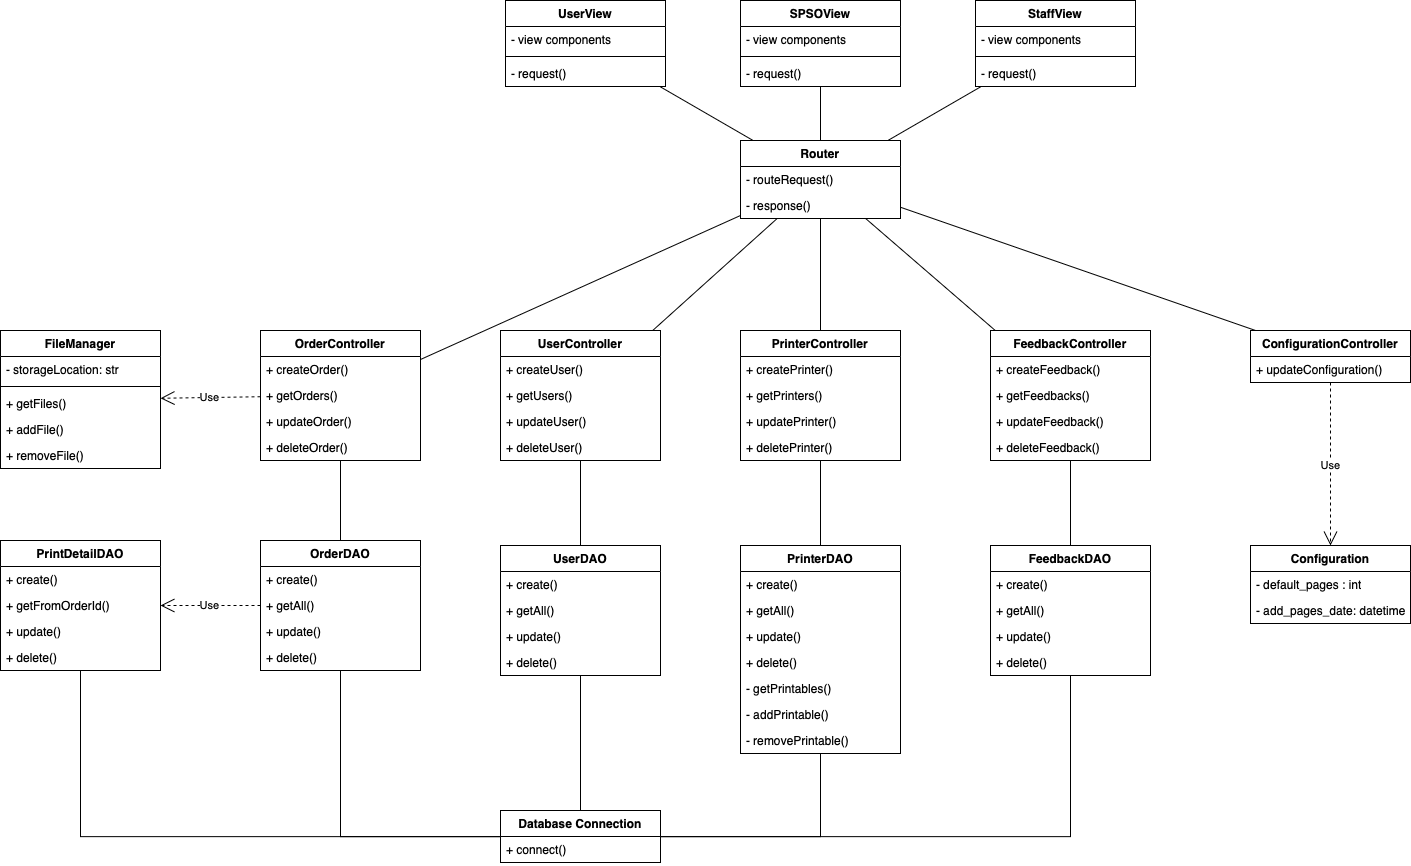 UserView
- view components
- request()
SPSOView
- view components
- request()
StaffView
- view components
- request()
Router
- routeRequest()
- response()
FileManager
- storageLocation: str
+ getFiles()
+ addFile()
+ removeFile()
Use
OrderController
+ createOrder()
+ getOrders()
+ updateOrder()
+ deleteOrder()
UserController
+ createUser()
+ getUsers()
+ updateUser()
+ deleteUser()
PrinterController
+ createPrinter()
+ getPrinters()
+ updatePrinter()
+ deletePrinter()
FeedbackController
+ createFeedback()
+ getFeedbacks()
+ updateFeedback()
+ deleteFeedback()
ConfigurationController
+ updateConfiguration()
Use
PrintDetailDAO
+ create()
+ getFromOrderId()
+ update()
+ delete()
Use
OrderDAO
+ create()
+ getAll()
+ update()
+ delete()
UserDAO
+ create()
+ getAll()
+ update()
+ delete()
PrinterDAO
+ create()
+ getAll()
+ update()
+ delete()
- getPrintables()
- addPrintable()
- removePrintable()
FeedbackDAO
+ create()
+ getAll()
+ update()
+ delete()
Configuration
- default_pages : int
- add_pages_date: datetime
Database Connection
+ connect()